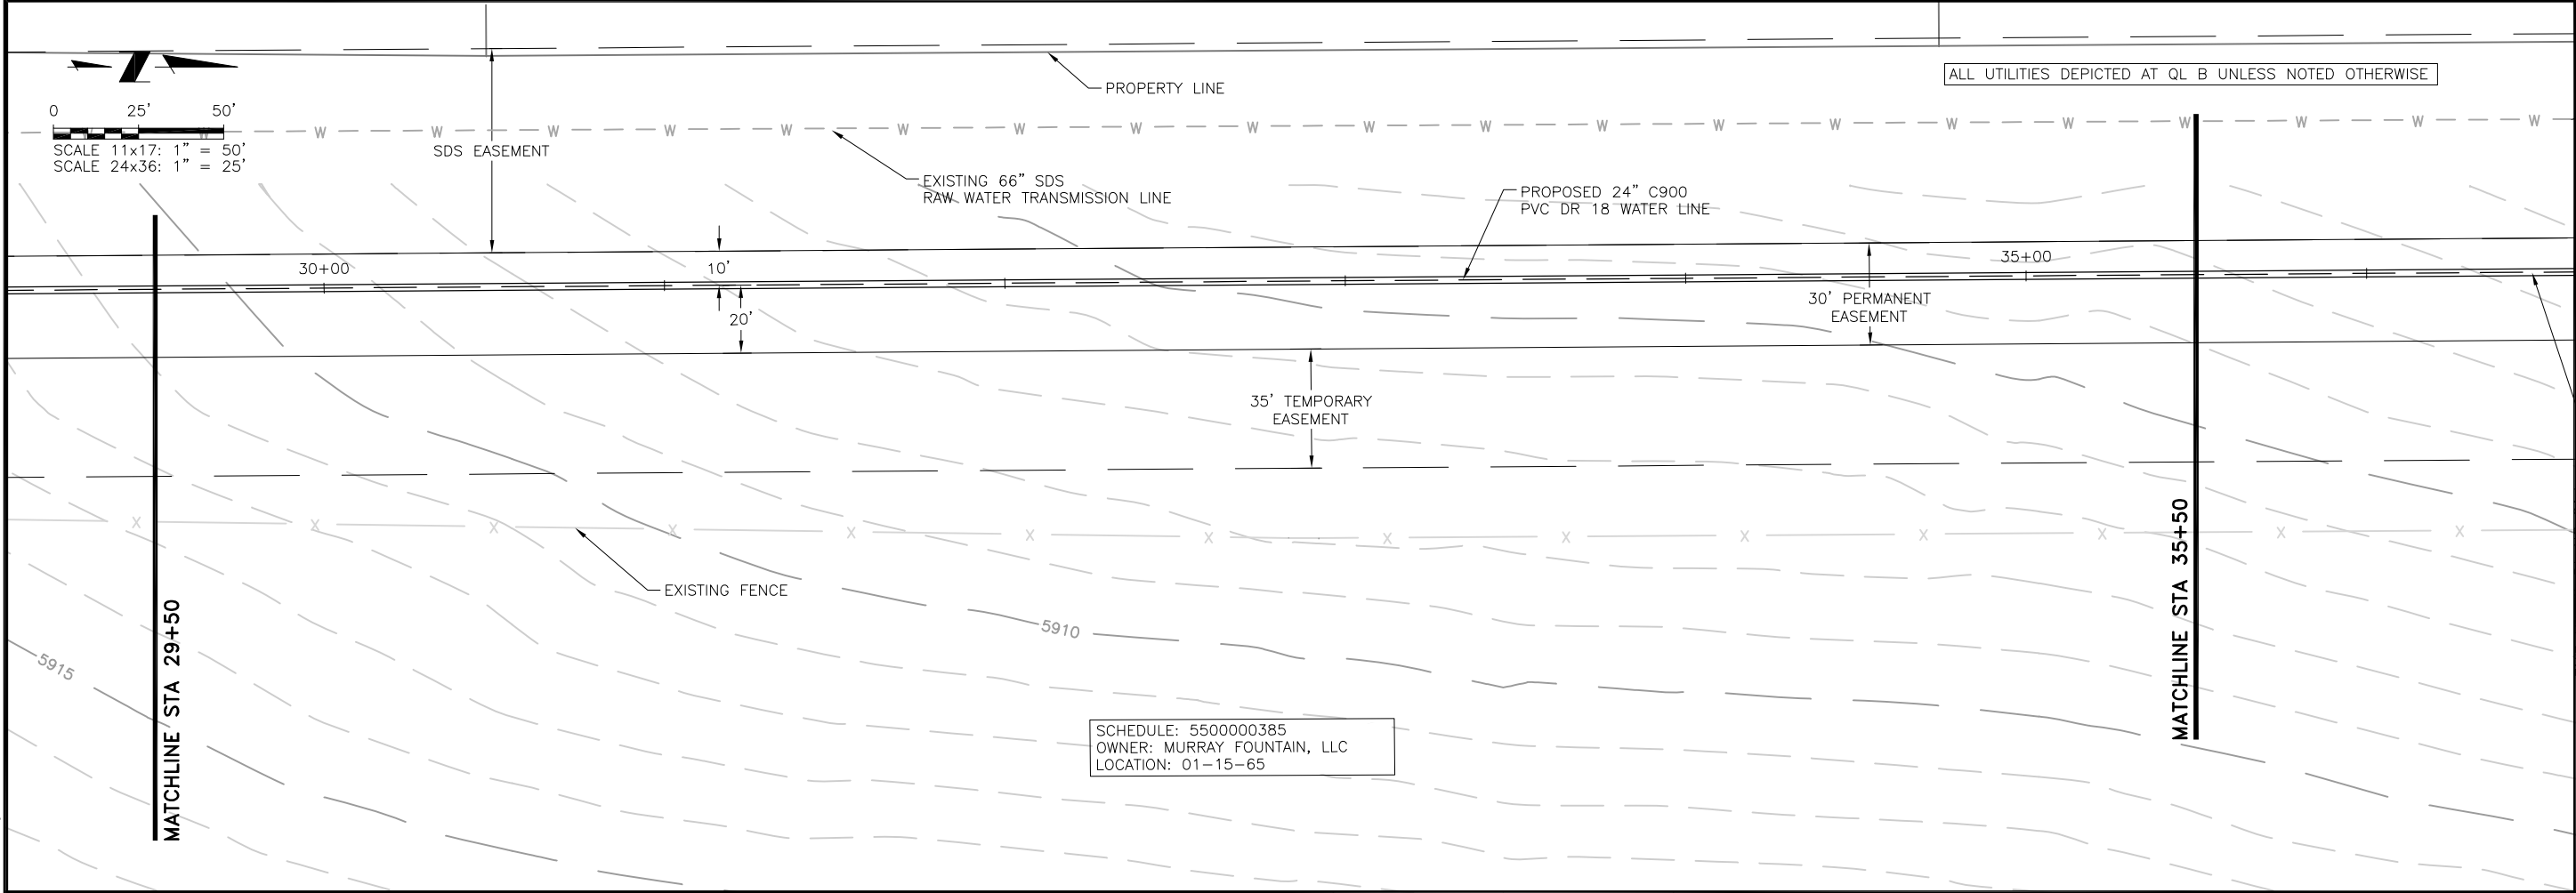 ALL UTILITIES DEPICTED AT QL B UNLESS NOTED OTHERWISE
PROPERTY LINE
0 25' 50'
SCALE 11x17: 1" = 50'
SCALE 24x36: 1" = 25'
W W W W W W W W W W W W W W W W W W W W
SDS EASEMENT
EXISTING 66" SDS
RAW WATER TRANSMISSION LINE
PROPOSED 24" C900
PVC DR 18 WATER LINE
30+00
10'
35+00
20'
30' PERMANENT
EASEMENT
35' TEMPORARY
EASEMENT
X X X X X X X X X X X X X X
EXISTING FENCE
5910
5915
MATCHLINE STA 29+50
MATCHLINE STA 35+50
SCHEDULE: 5500000385
OWNER: MURRAY FOUNTAIN, LLC
LOCATION: 01-15-65